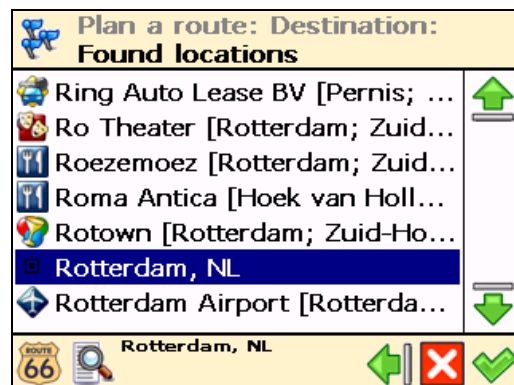 Plan a route: Destination:
Found locations
Ring Auto Lease BV [Pernis; ...
Ro Theater [Rotterdam; Zuid...
Roezemoez [Rotterdam; Zuid...
Roma Antica [Hoek van Holl...
Rotown [Rotterdam; Zuid-Ho...
Rotterdam, NL
Rotterdam Airport [Rotterda...
ROUTE
66
Rotterdam, NL